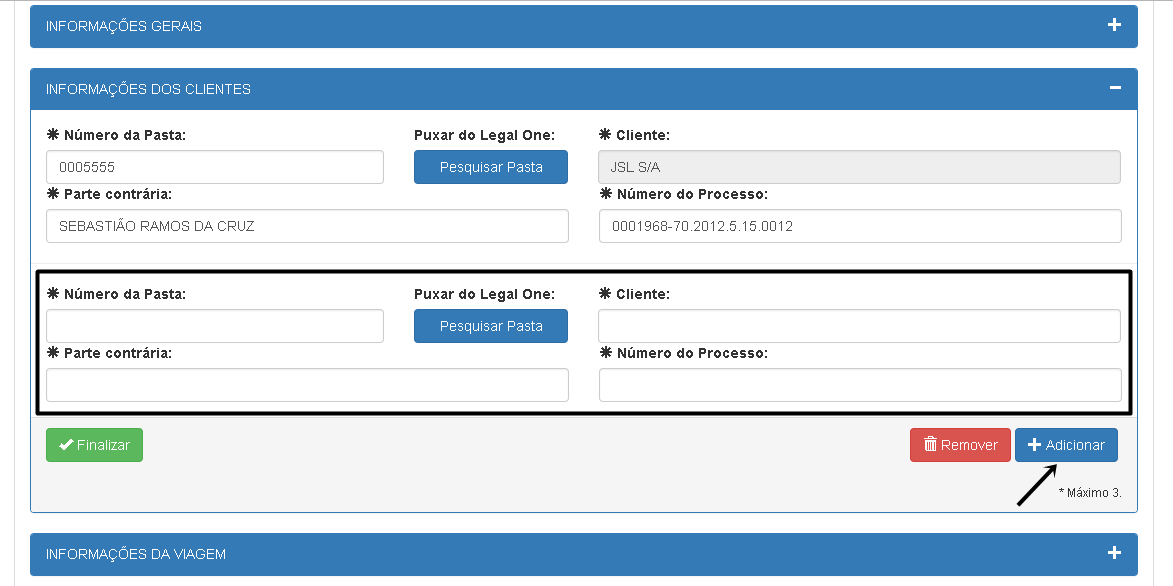 INFORMAÇÕES GERAIS
INFORMAÇÕES DOS CLIENTES
✱ Número da Pasta: Puxar do Legal One: ✱ Cliente:
0005555 Pesquisar Pasta JSL S/A
✱ Parte contrária: ✱ Número do Processo:
SEBASTIÃO RAMOS DA CRUZ 0001968-70.2012.5.15.0012
✱ Número da Pasta: Puxar do Legal One: ✱ Cliente:
Pesquisar Pasta
✱ Parte contrária: ✱ Número do Processo:
Finalizar Remover Adicionar
* Máximo 3.
INFORMAÇÕES DA VIAGEM